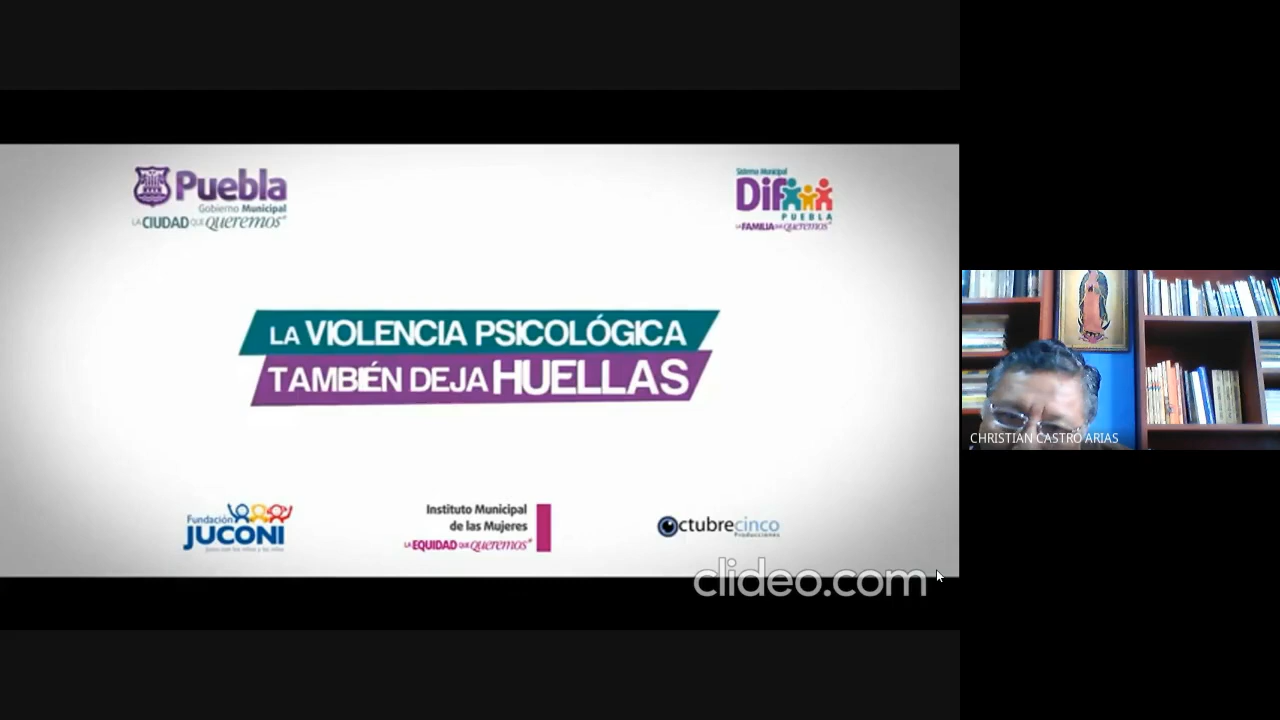 Puebla
Gobierno Municipal
LA CIUDAD QUE queremos
Sistema Municipal
Dif
PUEBLA
LA FAMILIA QUE queremos
LA VIOLENCIA PSICOLÓGICA
TAMBIÉN DEJA HUELLAS
Fundación
JUCONI
Instituto Municipal
de las Mujeres
LA EQUIDAD QUE queremos
Octubrecinco
Producciones
clideo.com
CHRISTIAN CASTRO ARIAS